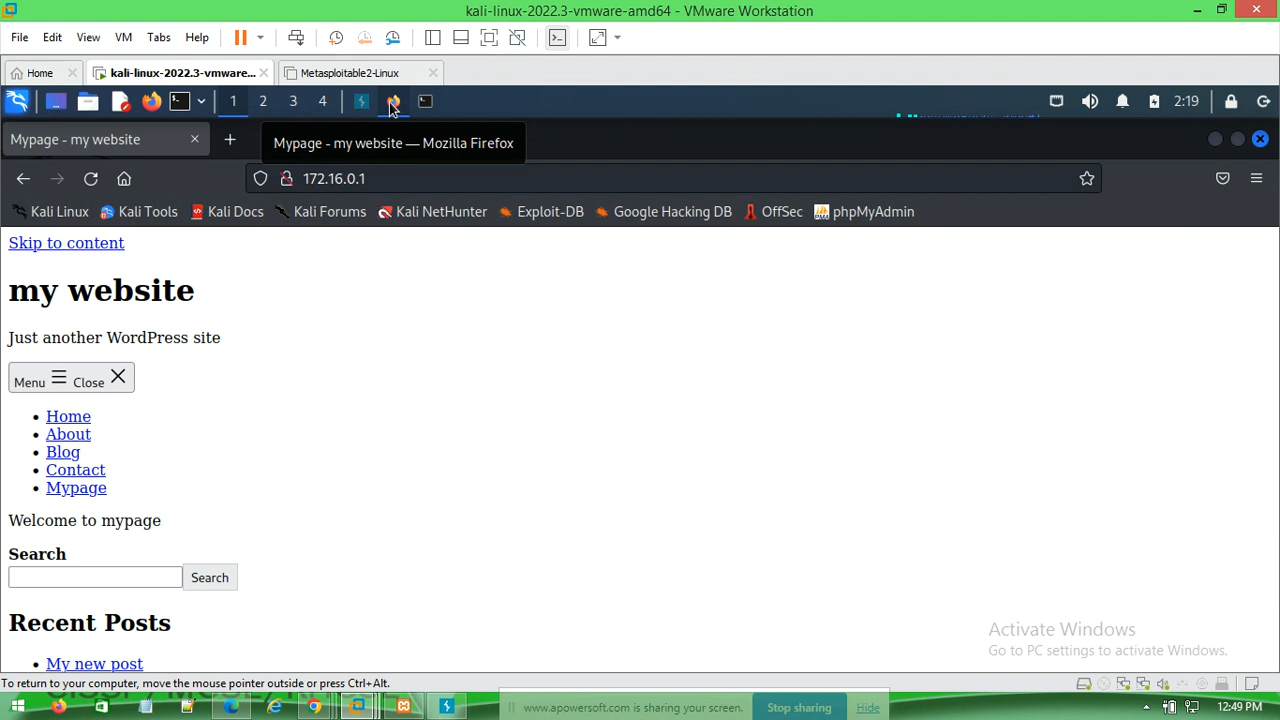 kali-linux-2022.3-vmware-amd64 - VMware Workstation
File Edit View VM Tabs Help
Home kali-linux-2022.3-vmware... Metasploitable2-Linux
1 2 3 4 2:19
Mypage - my website
Mypage - my website — Mozilla Firefox
172.16.0.1
Kali Linux Kali Tools Kali Docs Kali Forums Kali NetHunter Exploit-DB Google Hacking DB OffSec phpMyAdmin
Skip to content
my website
Just another WordPress site
Menu Close
Home
About
Blog
Contact
Mypage
Welcome to mypage
Search
Search
Recent Posts
My new post
Activate Windows
Go to PC settings to activate Windows.
To return to your computer, move the mouse pointer outside or press Ctrl+Alt.
www.apowersoft.com is sharing your screen. Stop sharing Hide
12:49 PM